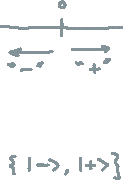 0
"-" "+"
{ |->, |+> }